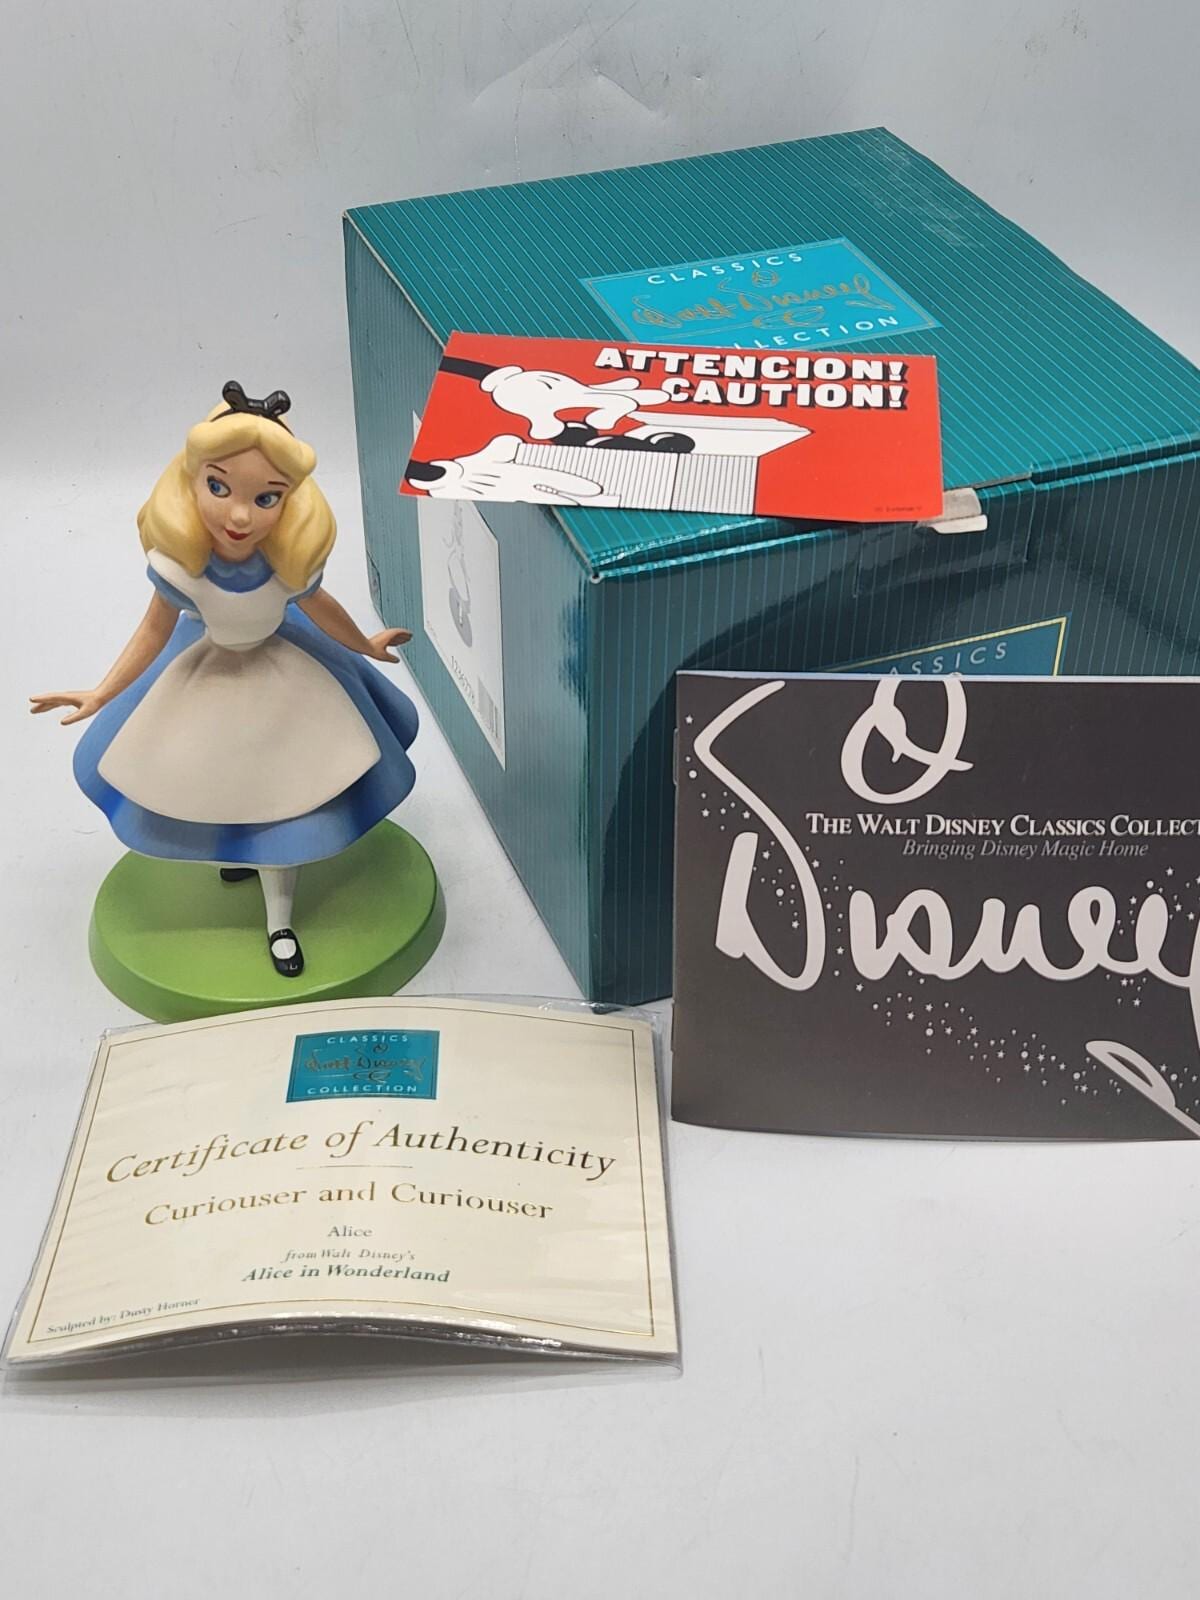 CLASSICS
Walt Disney
COLLECTION
ATTENCION!
CAUTION!
1236778
CLASSICS
THE WALT DISNEY CLASSICS COLLECT
Bringing Disney Magic Home
Disney
CLASSICS
Walt Disney
COLLECTION
Certificate of Authenticity
Curiouser and Curiouser
Alice
from Walt Disney's
Alice in Wonderland
Sculpted by: Dusty Horner